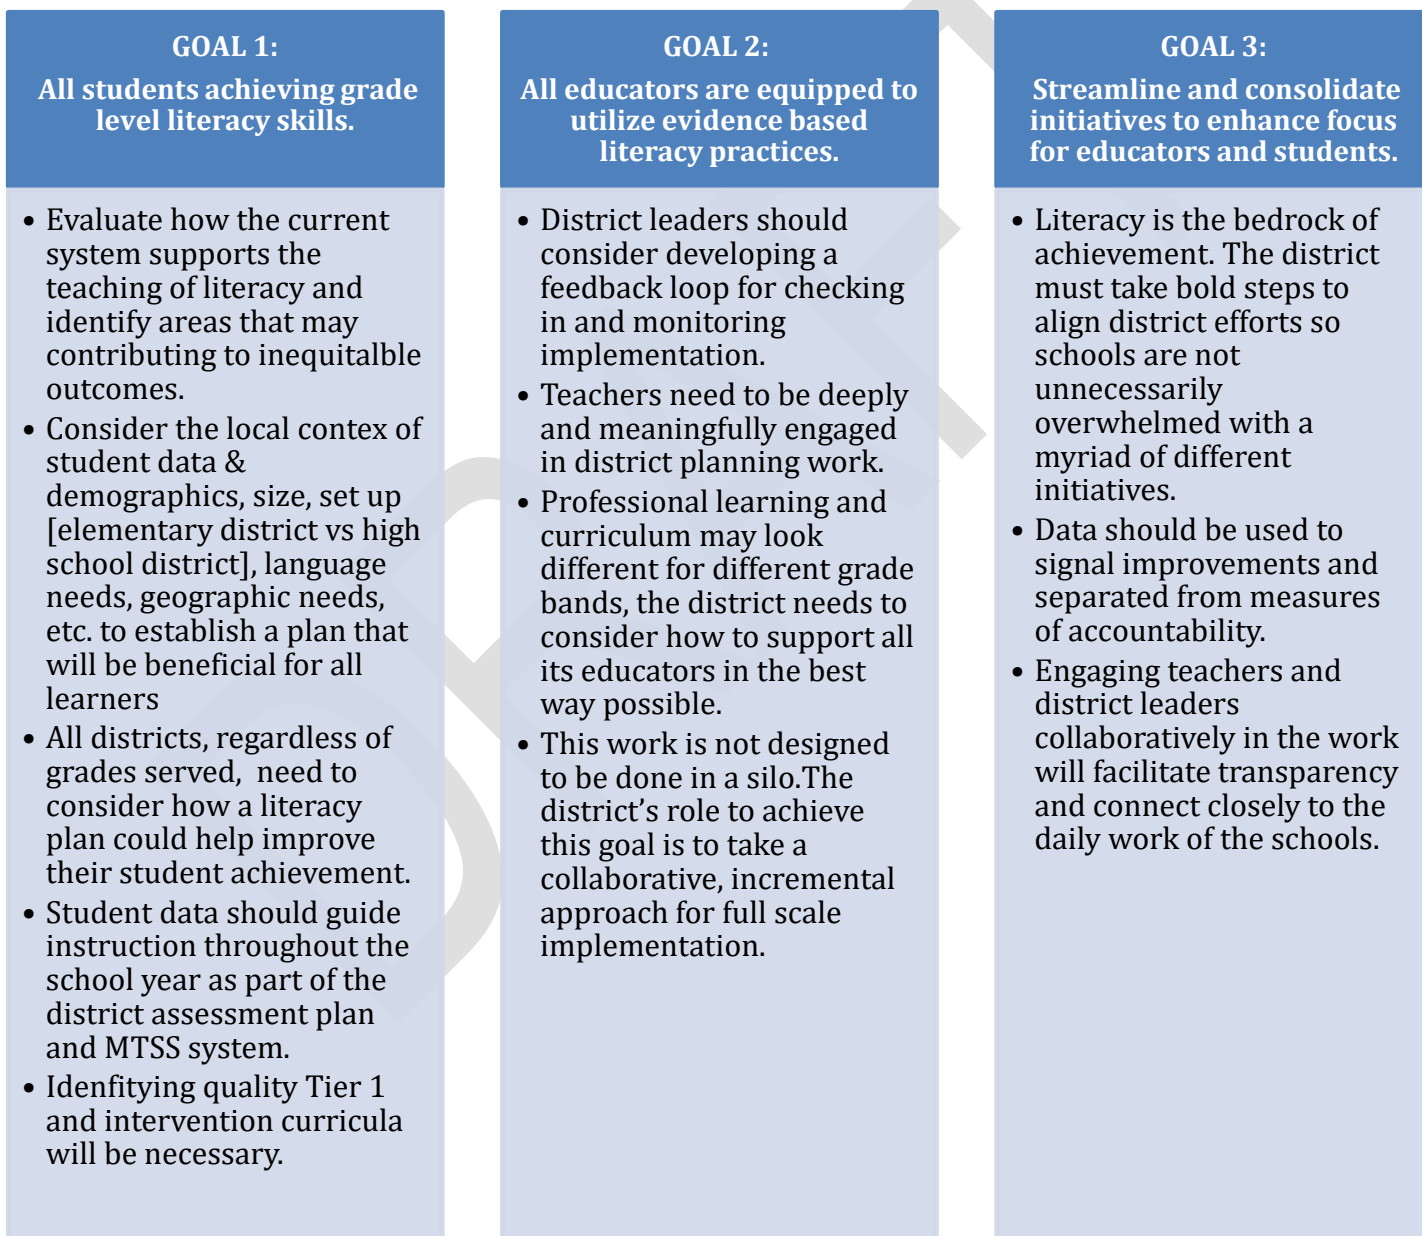 GOAL 1:
All students achieving grade
level literacy skills.
• Evaluate how the current
system supports the
teaching of literacy and
identify areas that may
contributing to inequitalble
outcomes.
• Consider the local contex of
student data &
demographics, size, set up
[elementary district vs high
school district], language
needs, geographic needs,
etc. to establish a plan that
will be beneficial for all
learners
• All districts, regardless of
grades served,  need to
consider how a literacy
plan could help improve
their student achievement.
• Student data should guide
instruction throughout the
school year as part of the
district assessment plan
and MTSS system.
• Idenfitying quality Tier 1
and intervention curricula
will be necessary.
GOAL 2:
All educators are equipped to
utilize evidence based
literacy practices.
• District leaders should
consider developing a
feedback loop for checking
in and monitoring
implementation.
• Teachers need to be deeply
and meaningfully engaged
in district planning work.
• Professional learning and
curriculum may look
different for different grade
bands, the district needs to
consider how to support all
its educators in the best
way possible.
• This work is not designed
to be done in a silo.The
district’s role to achieve
this goal is to take a
collaborative, incremental
approach for full scale
implementation.
GOAL 3:
Streamline and consolidate
initiatives to enhance focus
for educators and students.
• Literacy is the bedrock of
achievement. The district
must take bold steps to
align district efforts so
schools are not
unnecessarily
overwhelmed with a
myriad of different
initiatives.
• Data should be used to
signal improvements and
separated from measures
of accountability.
• Engaging teachers and
district leaders
collaboratively in the work
will facilitate transparency
and connect closely to the
daily work of the schools.